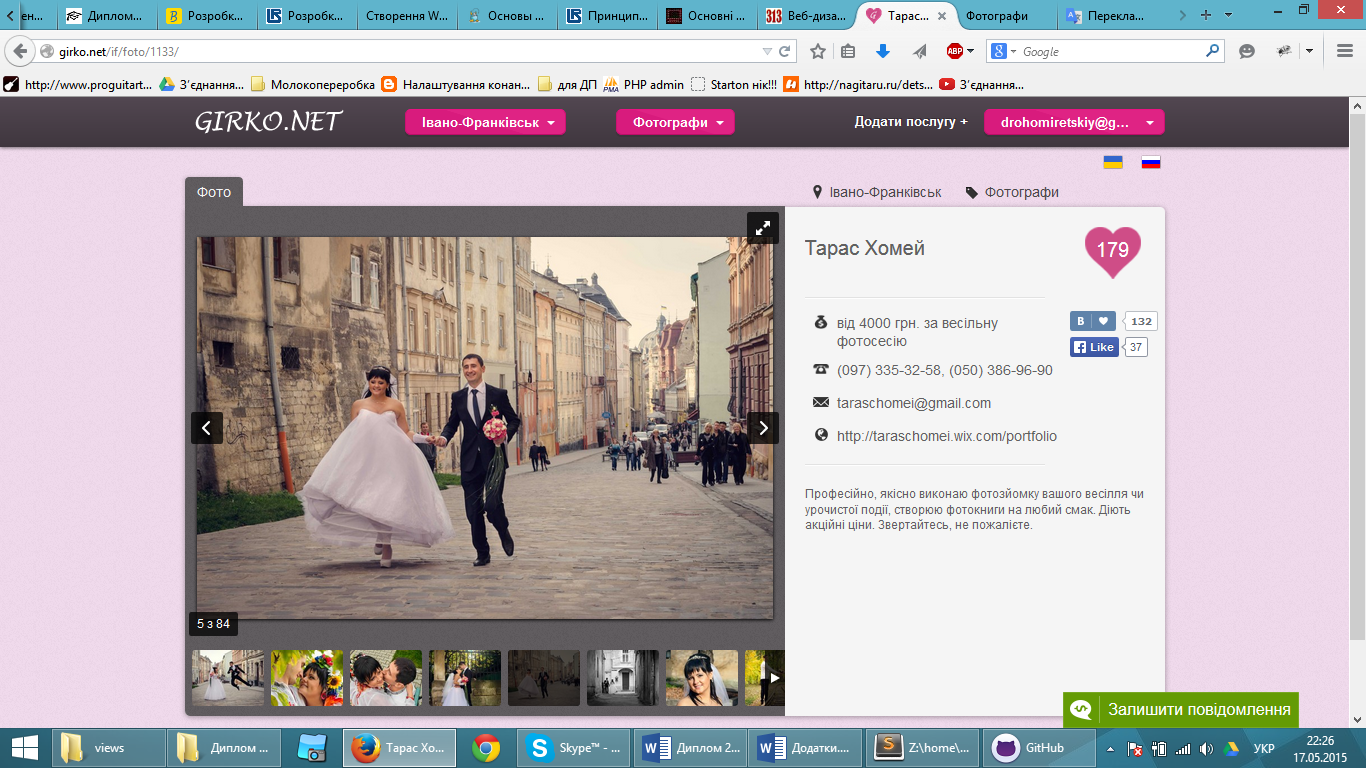 ен...
Диплом...
Розробк...
Розробк...
Створення W...
Основы ...
Принцип...
Основні ...
313
Веб-диза...
Тарас...
Фотографи
Перекла...
girko.net/if/foto/1133/
ABP
Google
http://www.proguitart...
З’єднання...
Молокопереробка
Налаштування конан...
для ДП
PMA
PHP admin
Starton нік!!!
http://nagitaru.ru/dets...
З’єднання...
GIRKO.NET
Івано-Франківськ
Фотографи
Додати послугу +
drohomiretskiy@g...
Фото
Івано-Франківськ
Фотографи
Тарас Хомей
179
від 4000 грн. за весільну
фотосесію
B
132
Like
37
(097) 335-32-58, (050) 386-96-90
taraschomei@gmail.com
http://taraschomei.wix.com/portfolio
Професійно, якісно виконаю фотозйомку вашого весілля чи
урочистої події, створюю фотокниги на любий смак. Діють
акційні ціни. Звертайтесь, не пожалієте.
5 з 84
Залишити повідомлення
views
Диплом ...
Тарас Хо...
Skype™ - ...
Диплом 2...
Додатки....
Z:\home\...
GitHub
УКР
22:26
17.05.2015